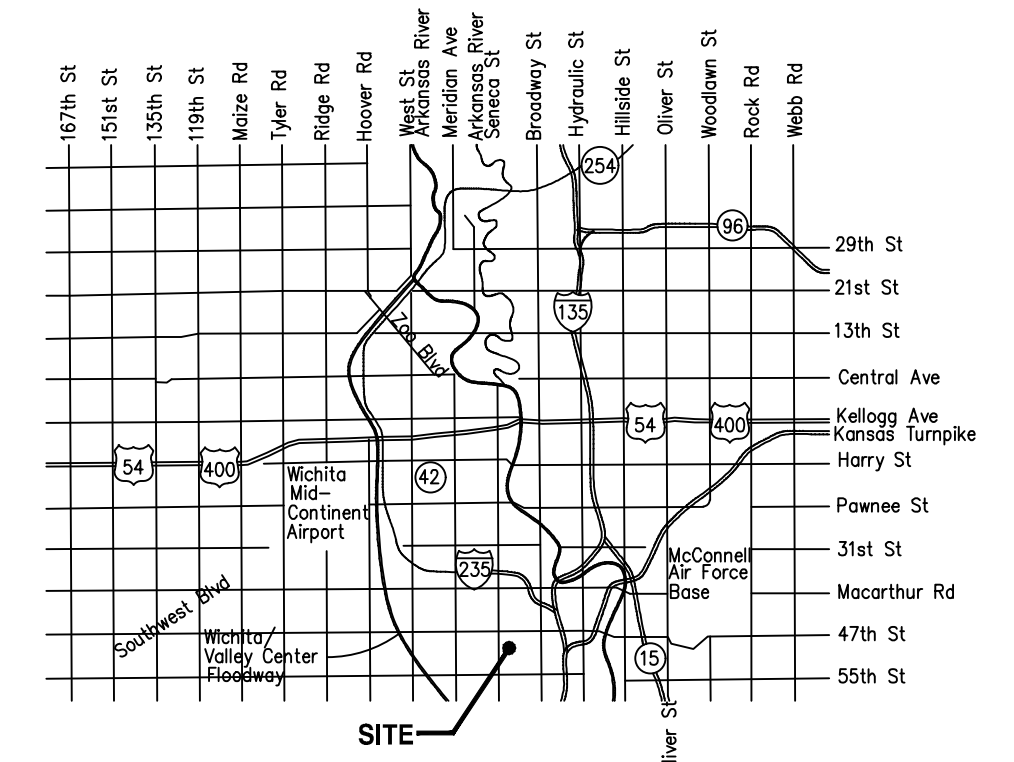 167th St
151st St
135th St
119th St
Maize Rd
Tyler Rd
Ridge Rd
Hoover Rd
West St
Arkansas River
Meridian Ave
Arkansas River
Seneca St
Broadway St
Hydraulic St
Hillside St
Oliver St
Woodlawn St
Rock Rd
Webb Rd
254
96
29th St
21st St
135
13th St
Zoo Blvd
Central Ave
54
400
Kellogg Ave
Kansas Turnpike
54
400
Harry St
Wichita
Mid-
Continent
Airport
42
Pawnee St
31st St
235
McConnell
Air Force
Base
Macarthur Rd
Southwest Blvd
Wichita/
Valley Center
Floodway
47th St
15
55th St
SITE
liver St